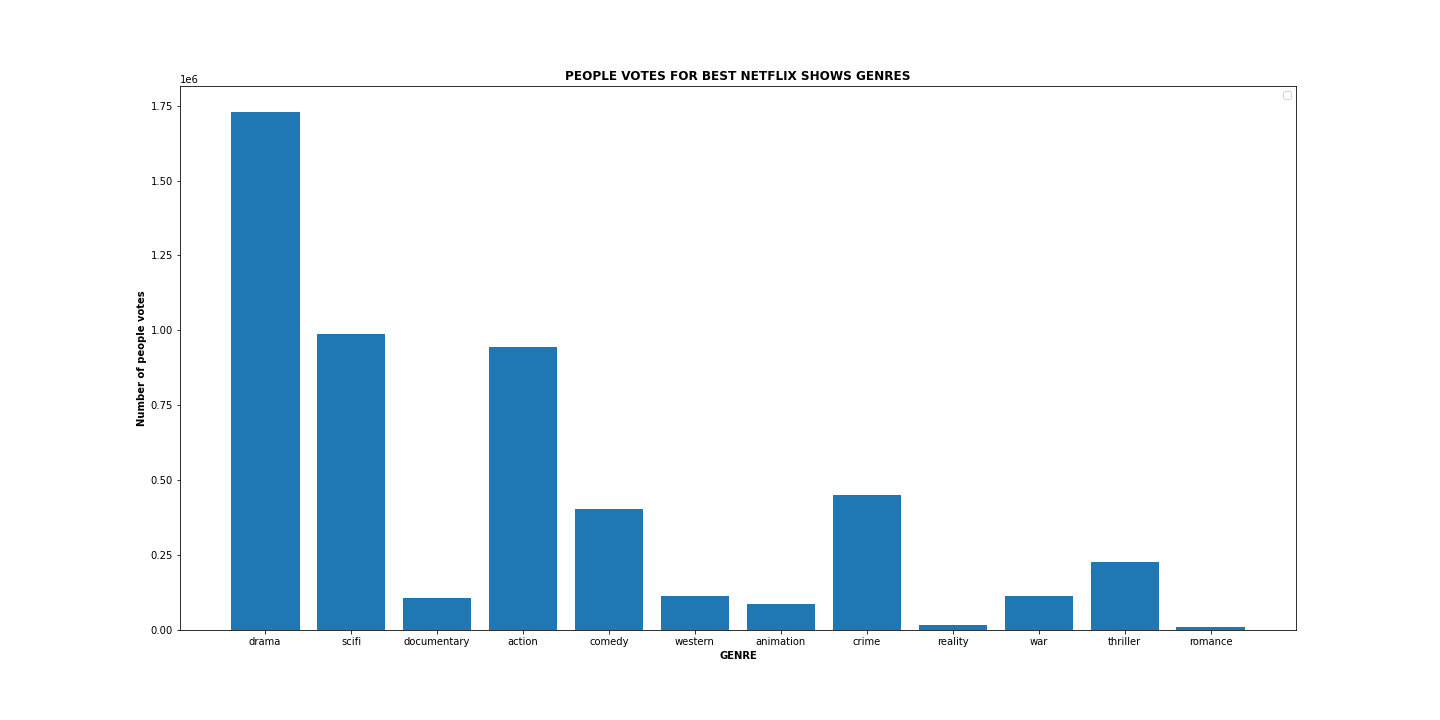 PEOPLE VOTES FOR BEST NETFLIX SHOWS GENRES
1e6
1.75
1.50
1.25
1.00
0.75
0.50
0.25
0.00
Number of people votes
drama scifi documentary action comedy western animation crime reality war thriller romance
GENRE